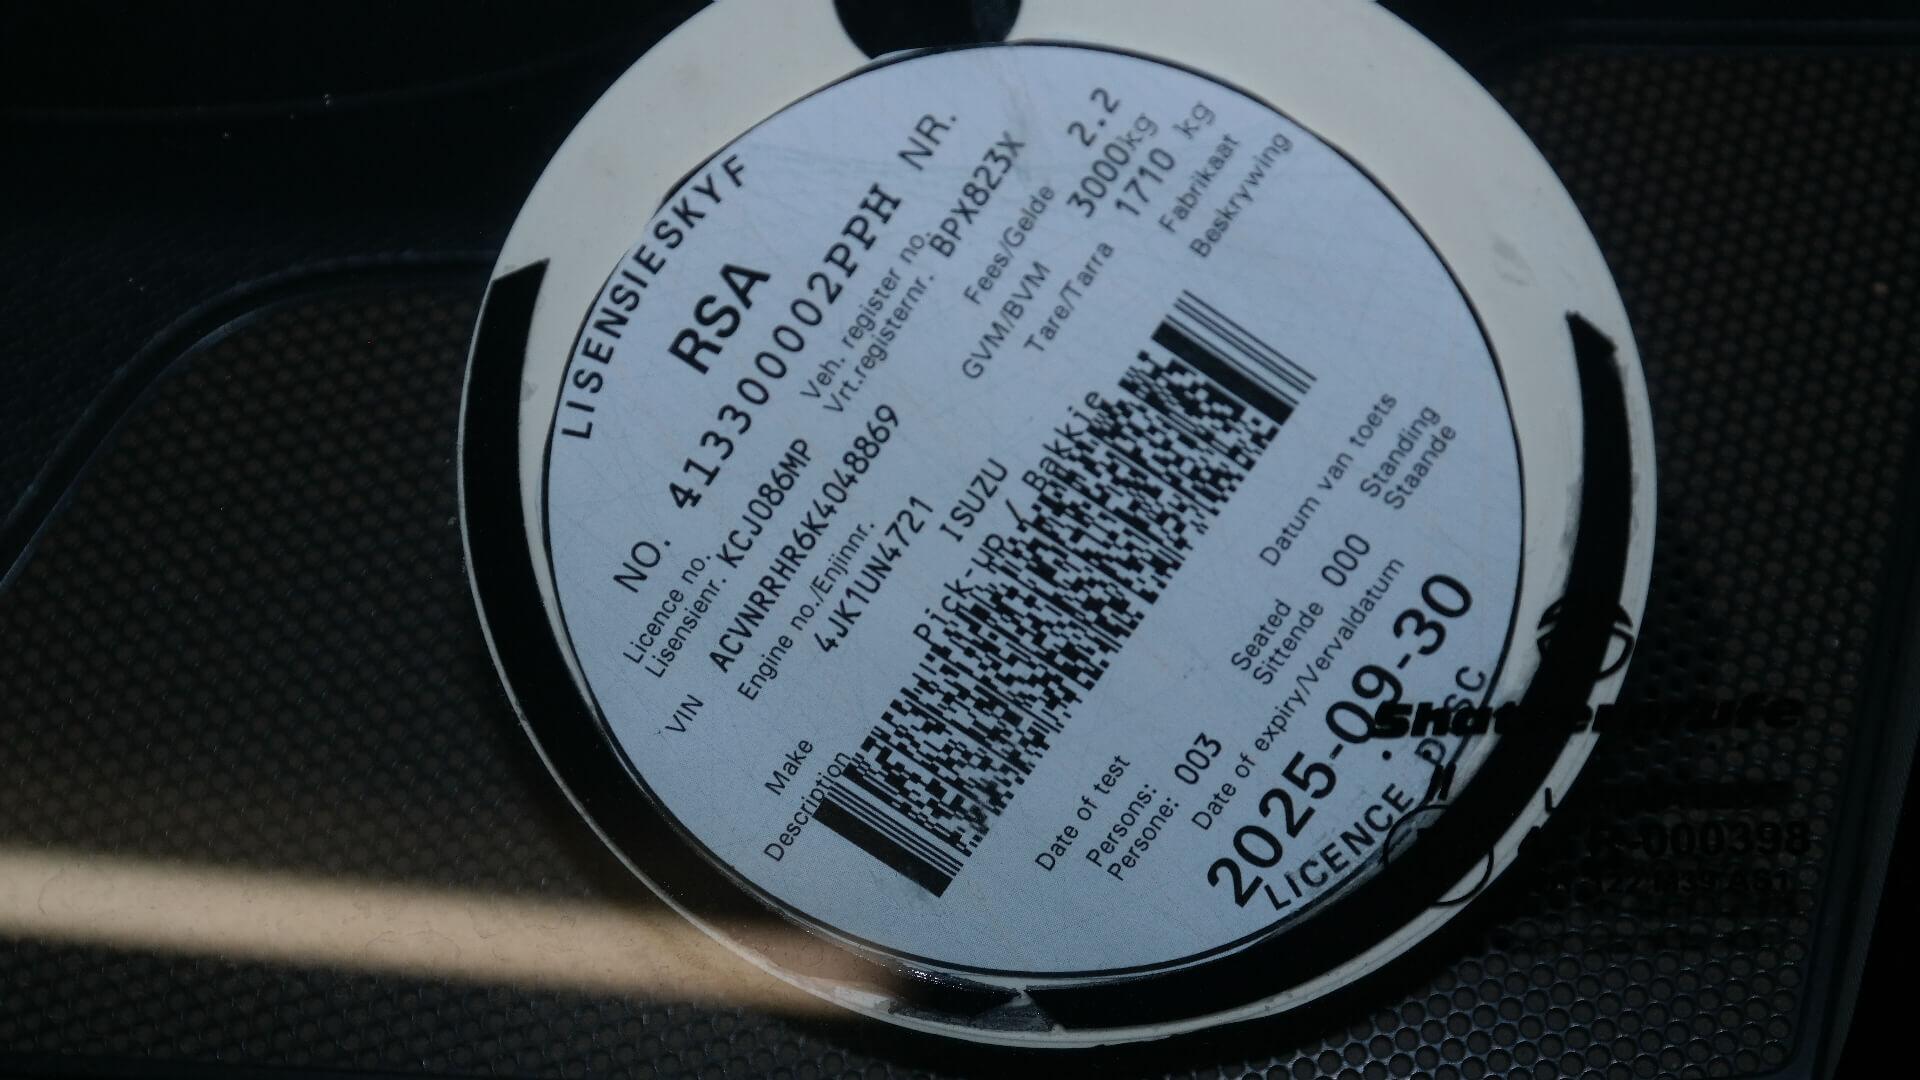 LISENSIESKYF
RSA
NO. 4133000002PPH NR.
Licence no.
Lisensienr. KCJ086MP
Veh. register no.
Vrt.registernr. BPX823X
VIN ACVNRRHR6K4048869
Fees/Gelde 2.2
Engine no./Enjinnr.
4JK1UN4721
GVM/BVM 3000kg
Tare/Tarra 1710 kg
Make ISUZU Fabrikaat
Description Pick-up / Bakkie Beskrywing
Date of test Datum van toets
Persons: 003 Seated 000 Standing
Persone: Sittende Staande
Date of expiry/Vervaldatum
2025-09-30
LICENCE DISC